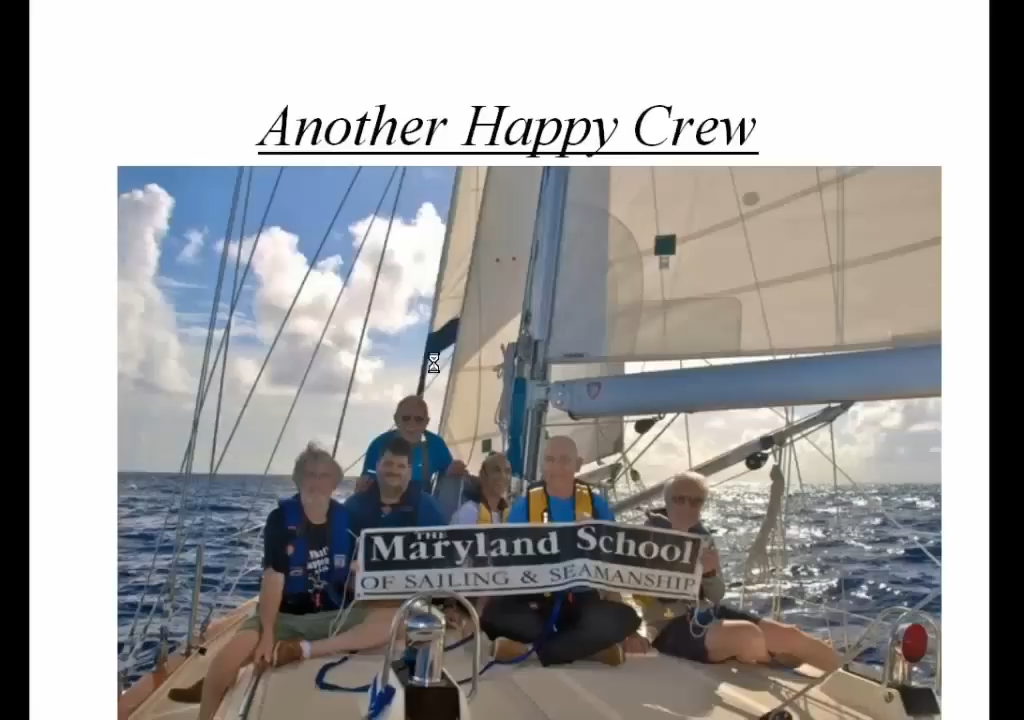 Another Happy Crew
THE
Maryland School
OF SAILING & SEAMANSHIP